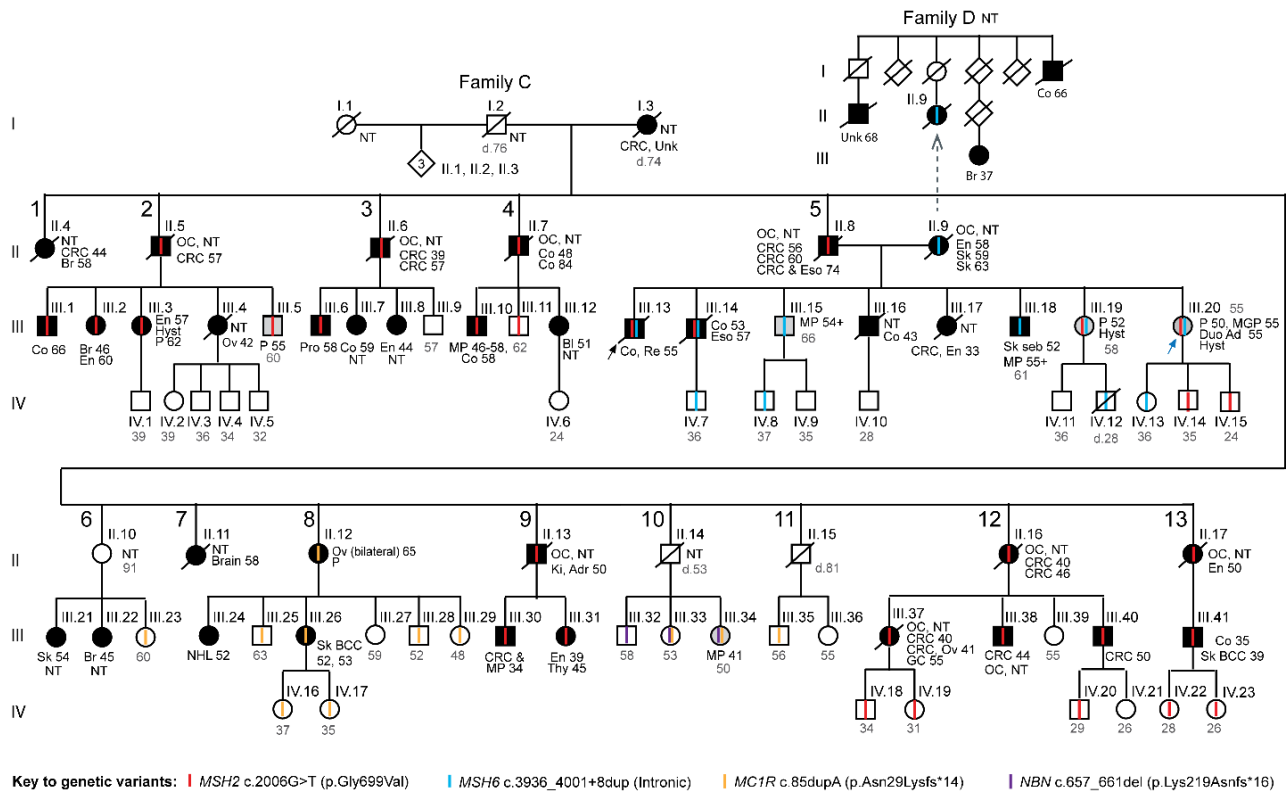 Family D NT
Family C
I
II
III
Co 66
II.9
Unk 68
Br 37
I
I.1
NT
I.2
NT
d.76
I.3
NT
CRC, Unk
d.74
3
II.1, II.2, II.3
1
2
3
4
5
II
II.4
NT
CRC 44
Br 58
II.5
OC, NT
CRC 57
II.6
OC, NT
CRC 39
CRC 57
II.7
OC, NT
Co 48
Co 84
OC, NT
CRC 56
CRC 60
CRC & Eso 74
II.8
II.9
OC, NT
En 58
Sk 59
Sk 63
III
III.1
Co 66
III.2
Br 46
En 60
III.3
En 57
Hyst
P 62
III.4
NT
Ov 42
III.5
P 55
60
III.6
Pro 58
III.7
Co 59
NT
III.8
En 44
NT
III.9
57
III.10
MP 46-58,
Co 58
III.11
62
III.12
Bl 51
NT
III.13
Co, Re 55
III.14
Co 53
Eso 57
III.15
MP 54+
66
III.16
NT
Co 43
III.17
NT
CRC, En 33
III.18
Sk seb 52
MP 55+
61
III.19
P 52
Hyst
58
III.20
55
P 50, MGP 55
Duo Ad 55
Hyst
IV
IV.1
39
IV.2
39
IV.3
36
IV.4
34
IV.5
32
IV.6
24
IV.7
36
IV.8
37
IV.9
35
IV.10
28
IV.11
36
IV.12
d.28
IV.13
36
IV.14
35
IV.15
24
6
7
8
9
10
11
12
13
II
II.10
NT
91
II.11
NT
Brain 58
II.12
Ov (bilateral) 65
P
II.13
OC, NT
Ki, Adr 50
II.14
NT
d.53
II.15
d.81
II.16
OC, NT
CRC 40
CRC 46
II.17
OC, NT
En 50
III
III.21
Sk 54
NT
III.22
Br 45
NT
III.23
60
III.24
NHL 52
III.25
63
III.26
Sk BCC
52, 53
III.27
59
III.28
52
III.29
48
III.30
CRC &
MP 34
III.31
En 39
Thy 45
III.32
58
III.33
53
III.34
MP 41
50
III.35
56
III.36
55
III.37
OC, NT
CRC 40
CRC, Ov 41
GC 55
III.38
CRC 44
OC, NT
III.39
55
III.40
CRC 50
III.41
Co 35
Sk BCC 39
IV
IV.16
37
IV.17
35
IV.18
34
IV.19
31
IV.20
29
IV.21
26
IV.22
28
IV.23
26
Key to genetic variants: MSH2 c.2006G>T (p.Gly699Val) MSH6 c.3936_4001+8dup (Intronic) MC1R c.85dupA (p.Asn29Lysfs*14) NBN c.657_661del (p.Lys219Asnfs*16)